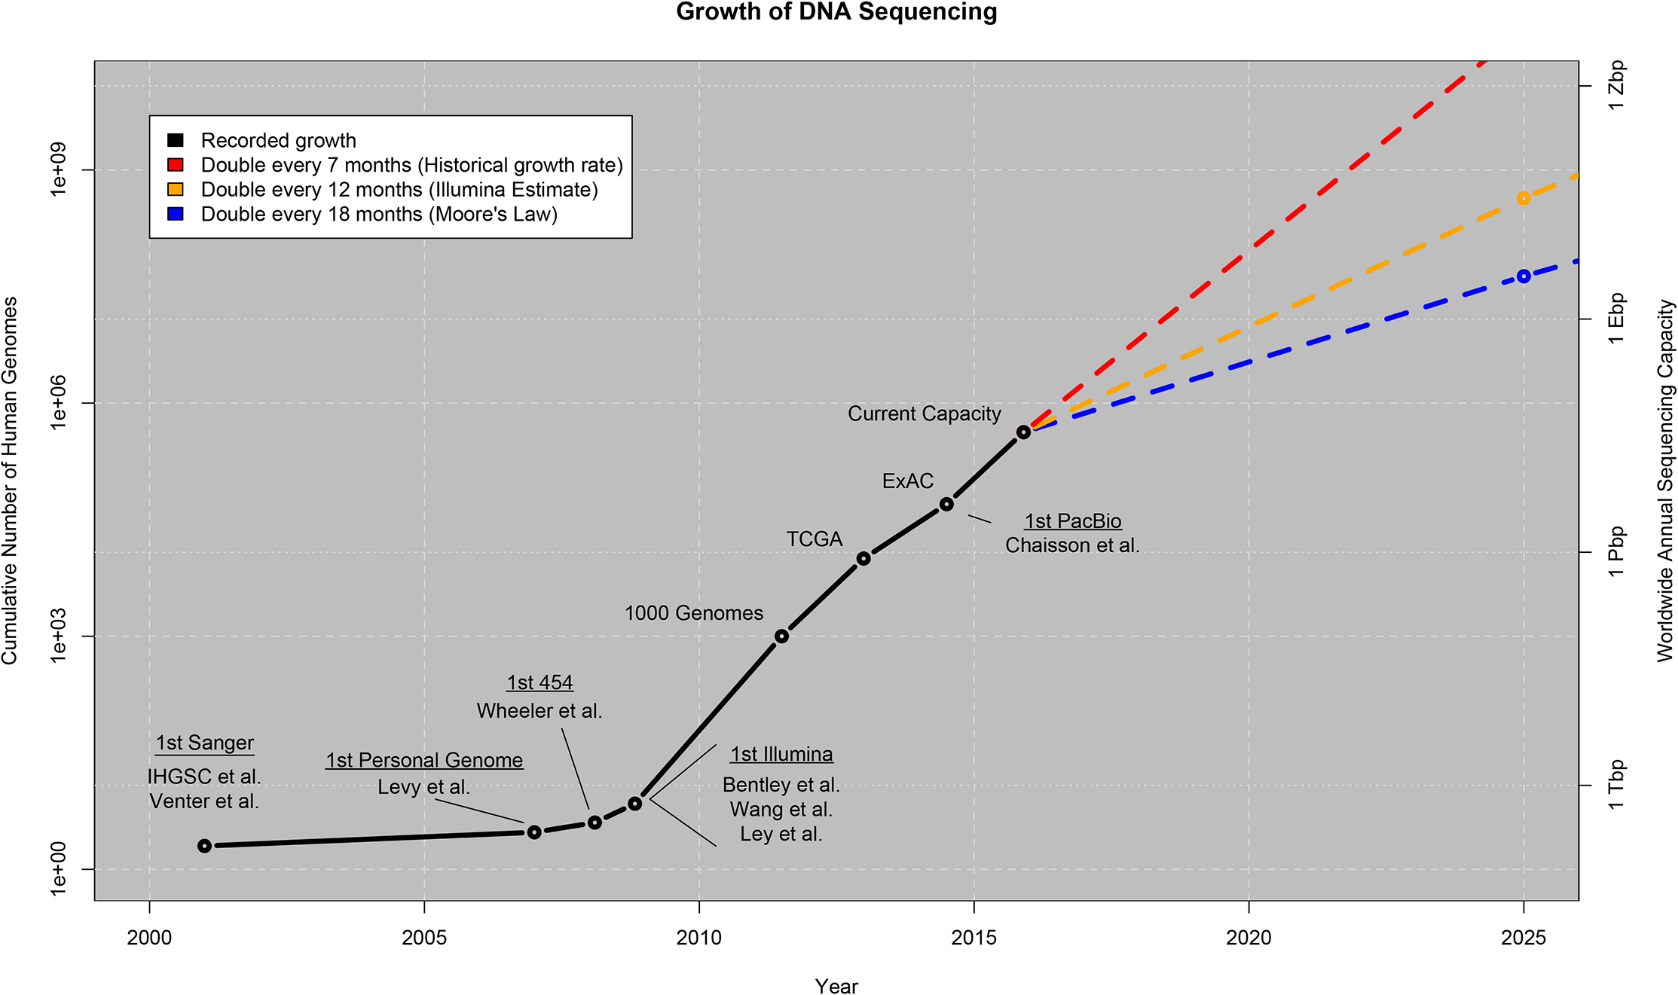 Growth of DNA Sequencing
Recorded growth
Double every 7 months (Historical growth rate)
Double every 12 months (Illumina Estimate)
Double every 18 months (Moore's Law)
Cumulative Number of Human Genomes
1e+09
1e+06
1e+03
1e+00
Worldwide Annual Sequencing Capacity
1 Zbp
1 Ebp
1 Pbp
1 Tbp
Current Capacity
ExAC
1st PacBio
Chaisson et al.
TCGA
1000 Genomes
1st 454
Wheeler et al.
1st Sanger
IHGSC et al.
Venter et al.
1st Personal Genome
Levy et al.
1st Illumina
Bentley et al.
Wang et al.
Ley et al.
2000 2005 2010 2015 2020 2025
Year